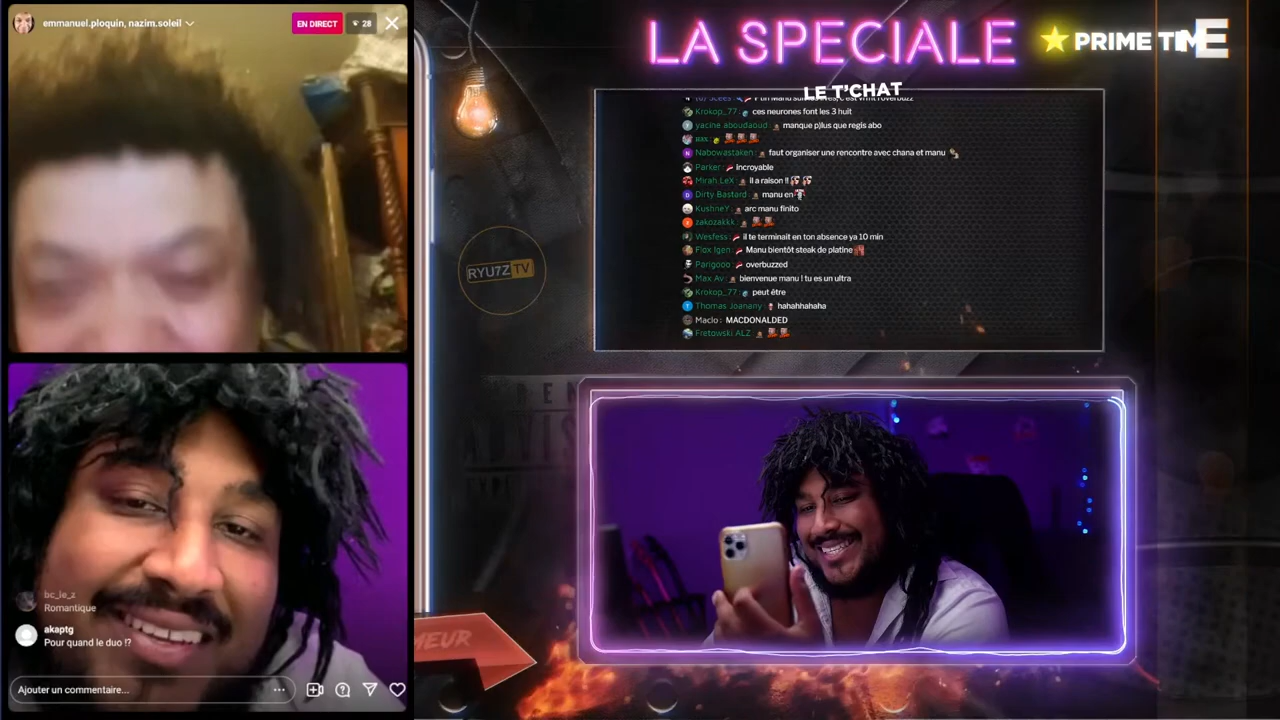 emmanuel.ploquin, nazim.soleil
EN DIRECT
28
bc_le_z
Romantique
akaptg
Pour quand le duo !?
Ajouter un commentaire...
LA SPECIALE
PRIME TIME
LE T'CHAT
Krokop_77 : ces neurones font les 3 huit
yacine aboudaoud : manque p)lus que regis abo
Nabowastaken : faut organiser une rencontre avec chana et manu
Parker : incroyable
Mirah LeX : il a raison !!
Dirty Bastard : manu en
KushneY : arc manu finito
zakozakkk :
Wesfess : il te terminait en ton absence ya 10 min
Flox Igen : Manu bientôt steak de platine
Parigooo : overbuzzed
Max Av : bienvenue manu ! tu es un ultra
Krokop_77 : peut être
Thomas Joanany : hahahhahaha
Maclo : MACDONALDED
Fretowski ALZ :
RYU7Z TV
MEUR